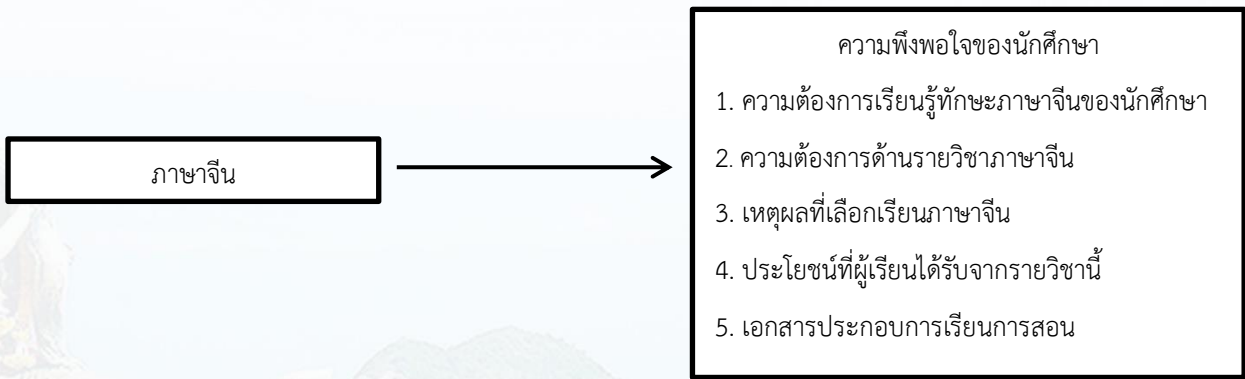 ความพึงพอใจของนักศึกษา
1. ความต้องการเรียนรู้ทักษะภาษาจีนของนักศึกษา
2. ความต้องการด้านรายวิชาภาษาจีน
ภาษาจีน
3. เหตุผลที่เลือกเรียนภาษาจีน
4. ประโยชน์ที่ผู้เรียนได้รับจากรายวิชานี้
5. เอกสารประกอบการเรียนการสอน